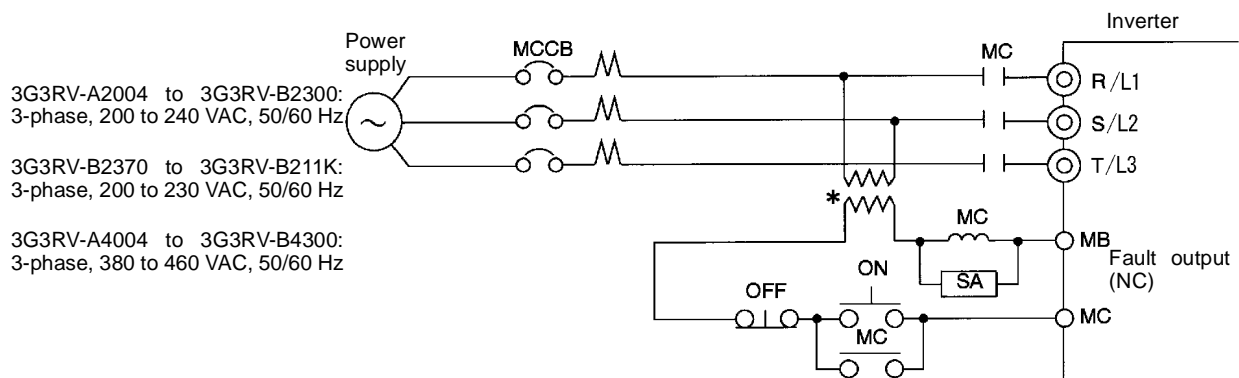 Inverter
Power
supply
MCCB
MC
R/L1
3G3RV-A2004 to 3G3RV-B2300:
3-phase, 200 to 240 VAC, 50/60 Hz
~
S/L2
3G3RV-B2370 to 3G3RV-B211K:
3-phase, 200 to 230 VAC, 50/60 Hz
T/L3
*
MC
3G3RV-A4004 to 3G3RV-B4300:
3-phase, 380 to 460 VAC, 50/60 Hz
MB
Fault output
(NC)
SA
OFF
ON
MC
MC